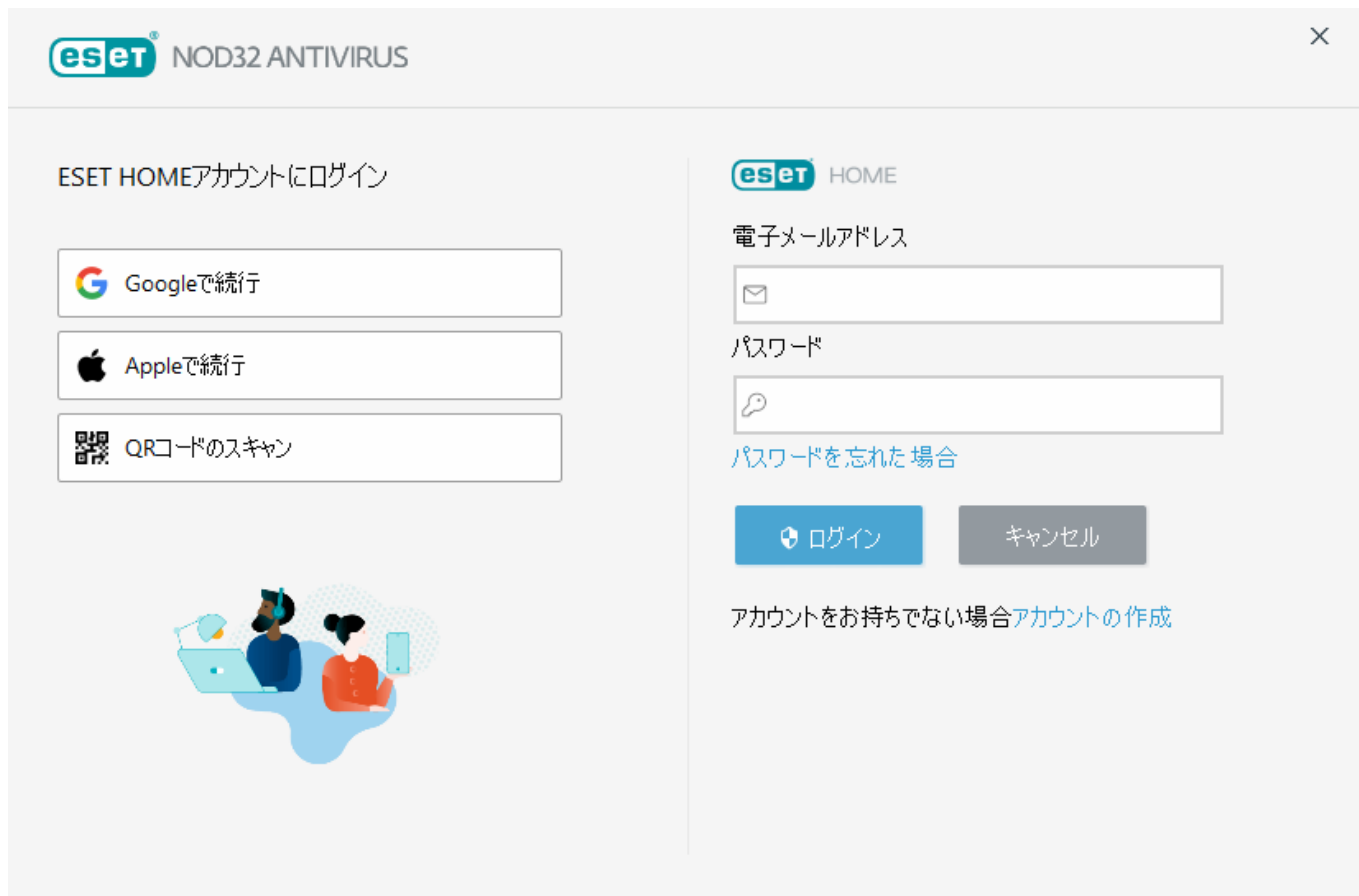 eset® NOD32 ANTIVIRUS
ESET HOMEアカウントにログイン
Googleで続行
Appleで続行
QRコードのスキャン
eset HOME
電子メールアドレス
パスワード
パスワードを忘れた場合
ログイン
キャンセル
アカウントをお持ちでない場合アカウントの作成